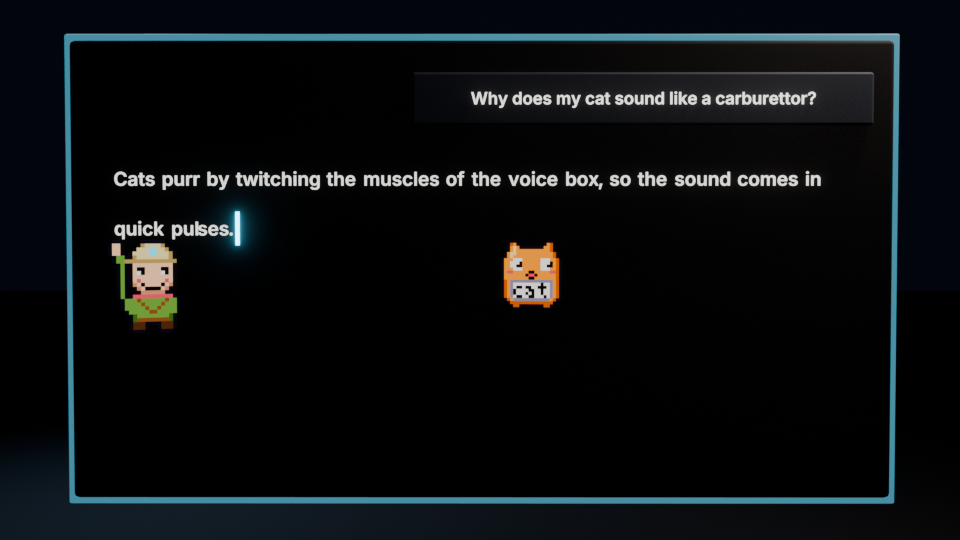 Why does my cat sound like a carburettor?
Cats purr by twitching the muscles of the voice box, so the sound comes in
quick pulses.
cat